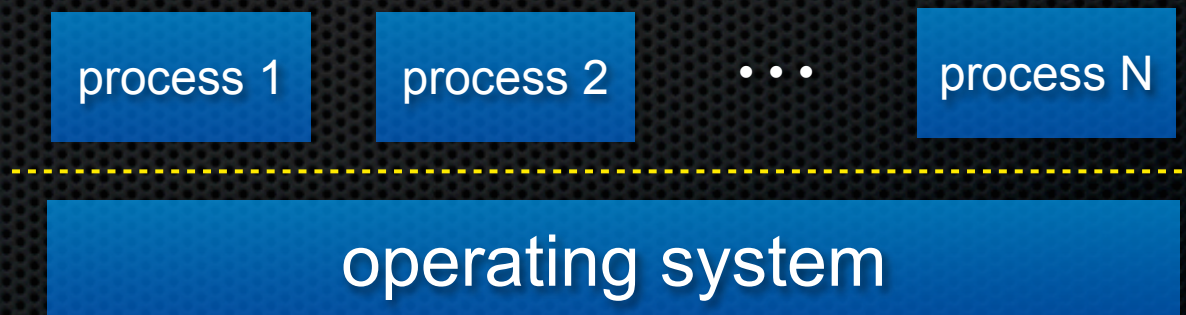 process 1 process 2 ... process N
operating system